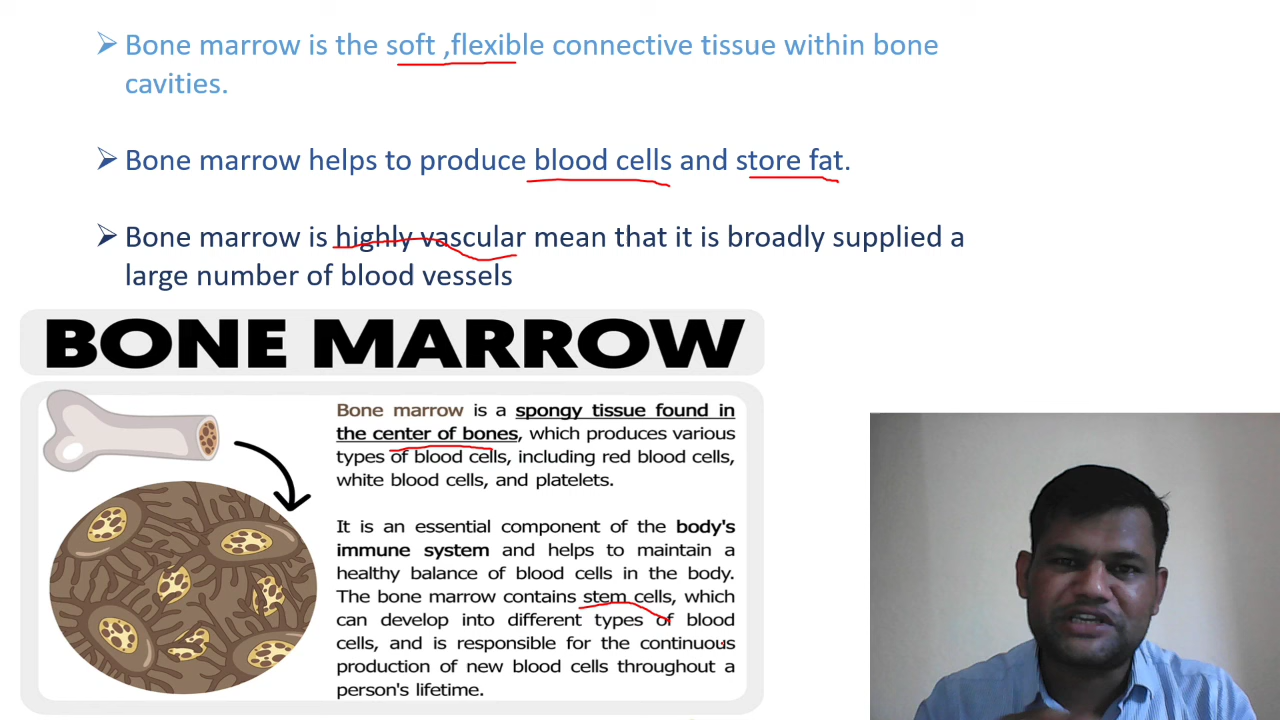 ➢ Bone marrow is the soft ,flexible connective tissue within bone
cavities.
➢ Bone marrow helps to produce blood cells and store fat.
➢ Bone marrow is highly vascular mean that it is broadly supplied a
large number of blood vessels
BONE MARROW
Bone marrow is a spongy tissue found in
the center of bones, which produces various
types of blood cells, including red blood cells,
white blood cells, and platelets.
It is an essential component of the body's
immune system and helps to maintain a
healthy balance of blood cells in the body.
The bone marrow contains stem cells, which
can develop into different types of blood
cells, and is responsible for the continuous
production of new blood cells throughout a
person's lifetime.